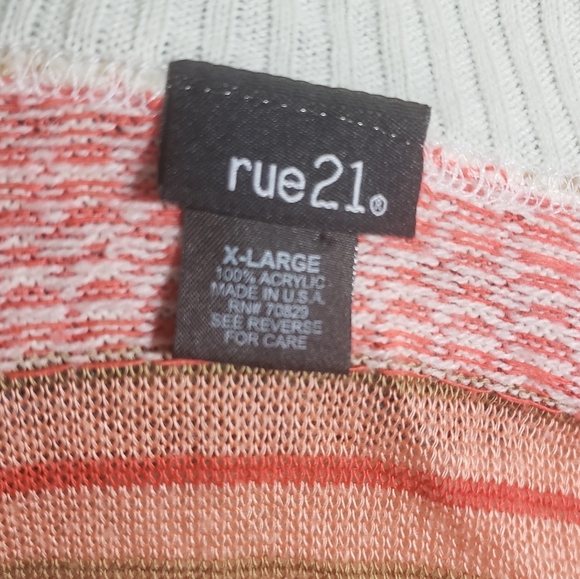 rue21®
X-LARGE
100% ACRYLIC
MADE IN U.S.A.
RN# 70829
SEE REVERSE
FOR CARE